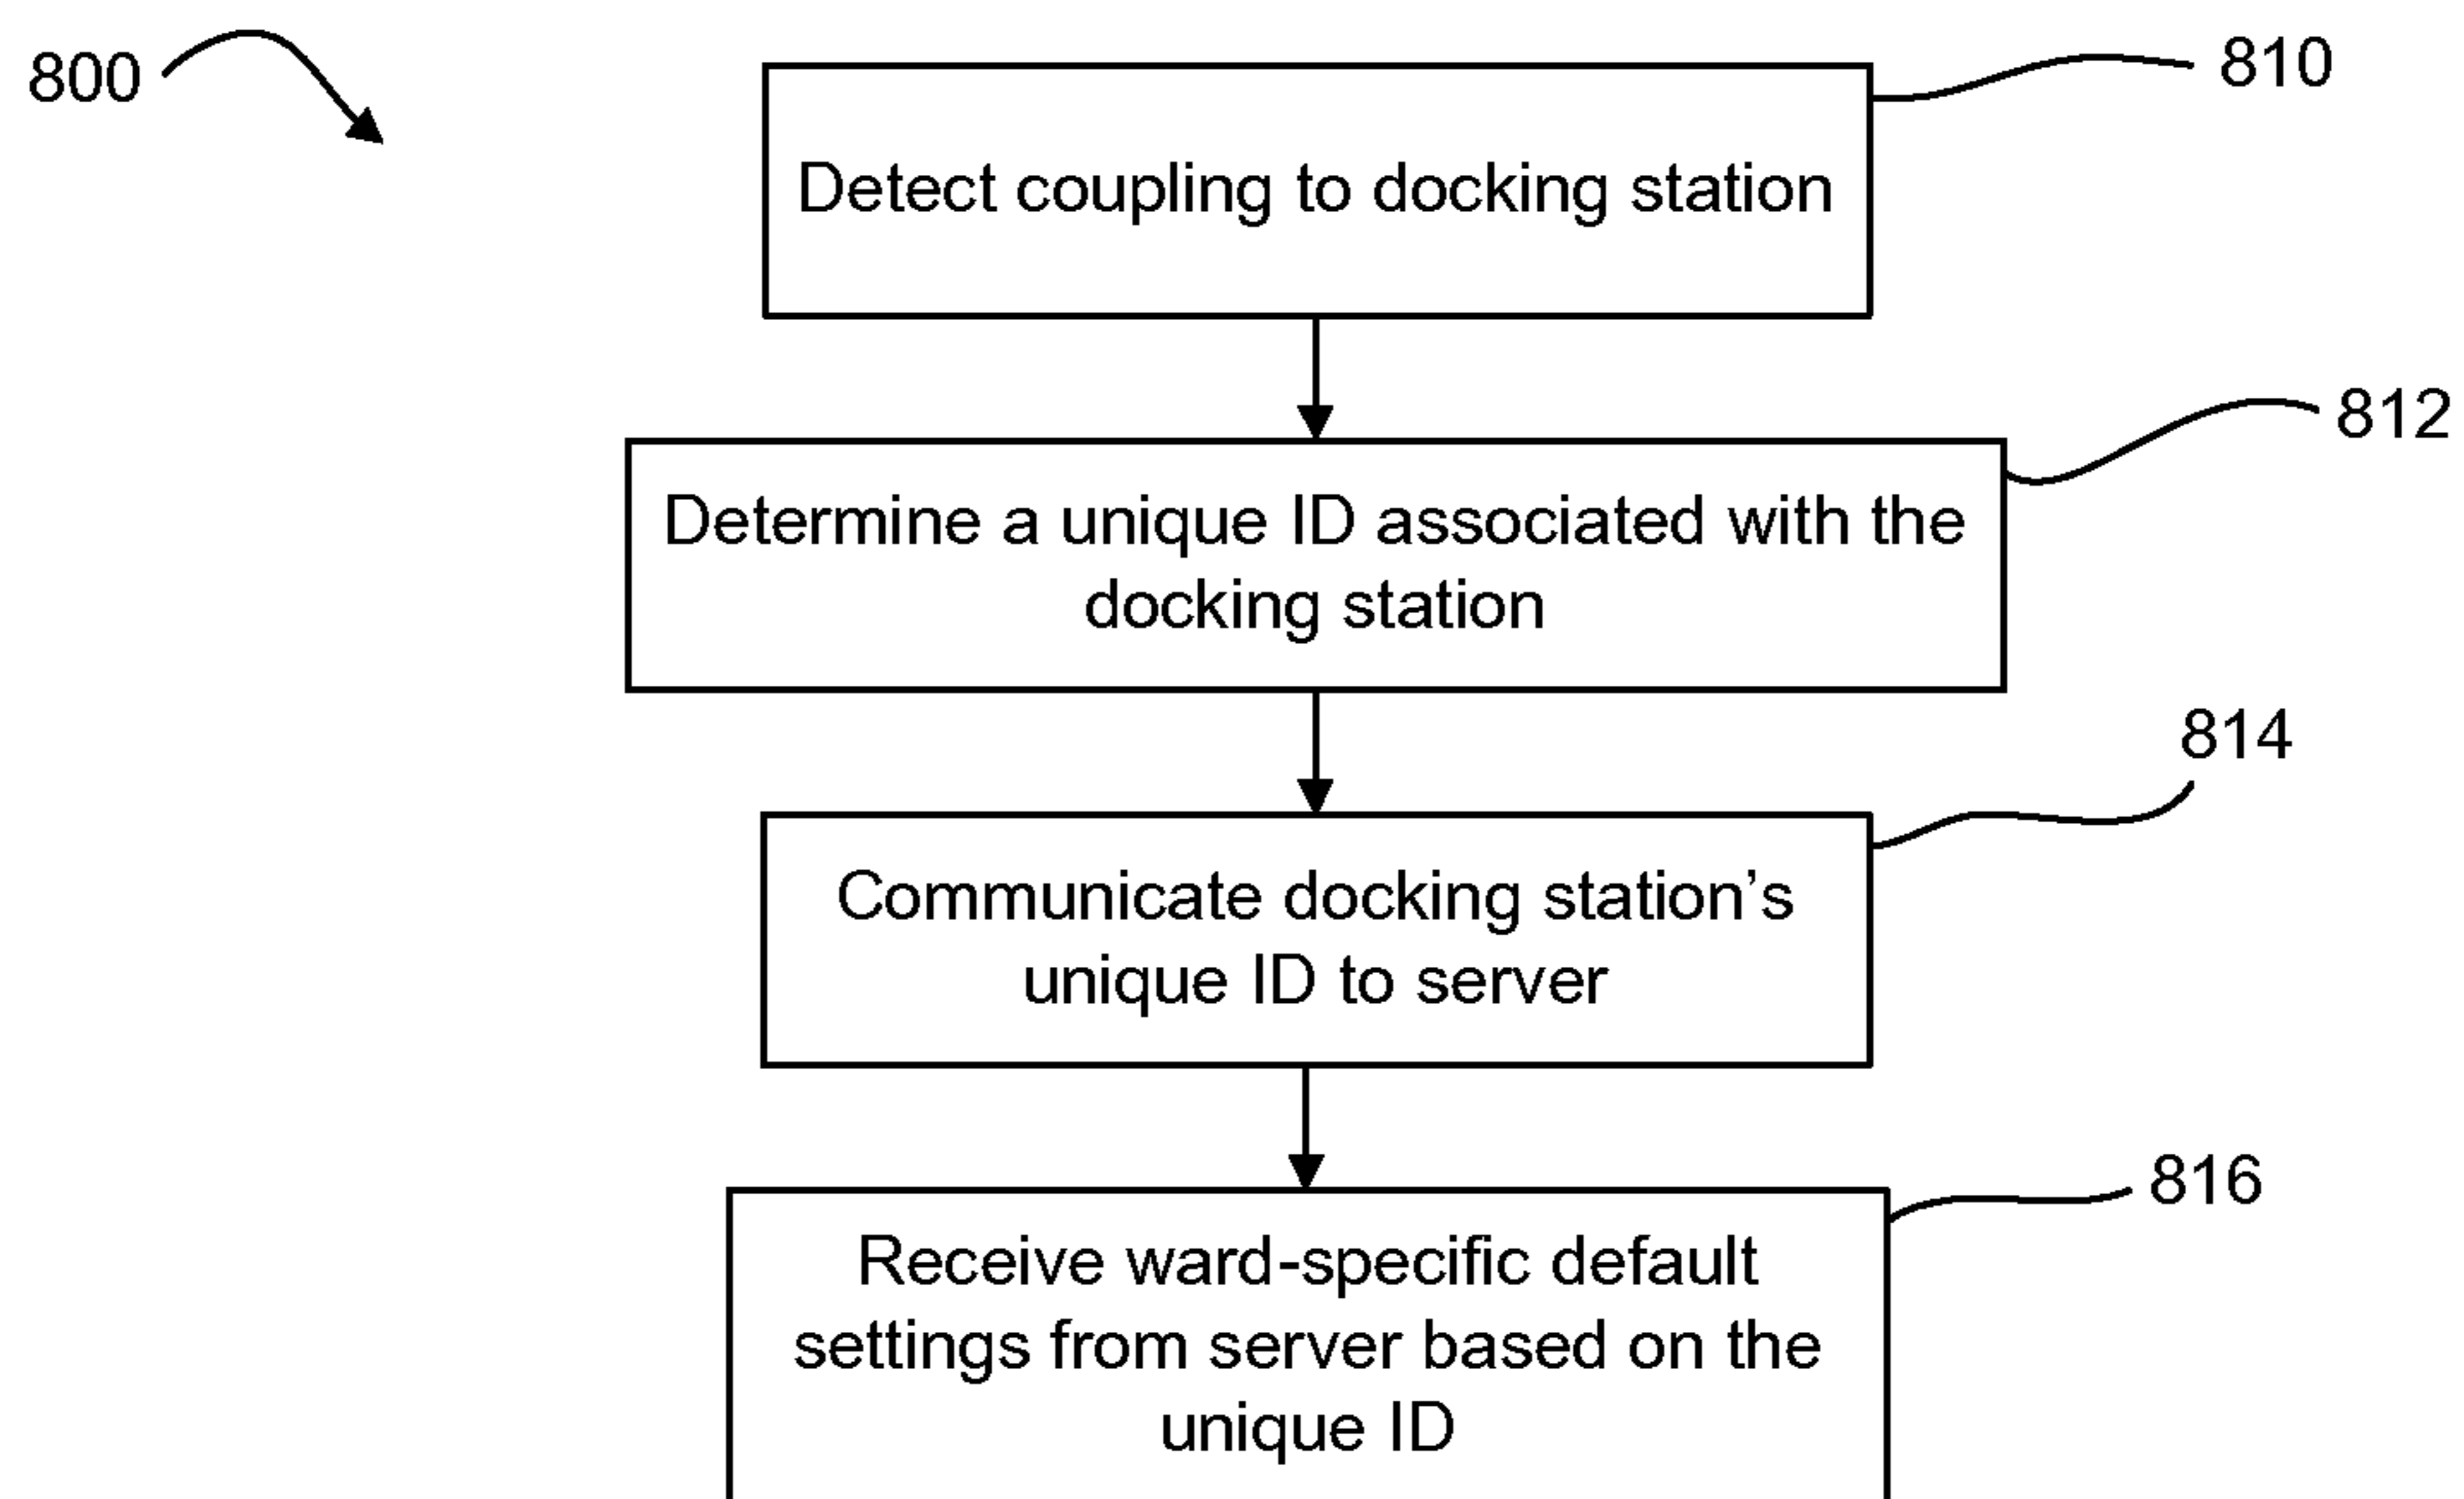 800
810
Detect coupling to docking station
812
Determine a unique ID associated with the
docking station
814
Communicate docking station’s
unique ID to server
816
Receive ward-specific default
settings from server based on the
unique ID